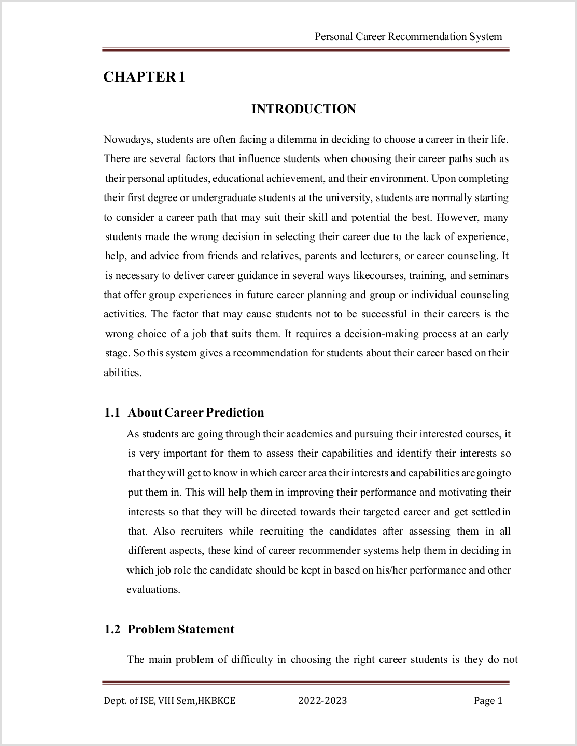 Personal Career Recommendation System
CHAPTER I
INTRODUCTION
Nowadays, students are often facing a dilemma in deciding to choose a career in their life.
There are several factors that influence students when choosing their career paths such as
their personal aptitudes, educational achievement, and their environment. Upon completing
their first degree or undergraduate students at the university, students are normally starting
to consider a career path that may suit their skill and potential the best. However, many
students made the wrong decision in selecting their career due to the lack of experience,
help, and advice from friends and relatives, parents and lecturers, or career counseling. It
is necessary to deliver career guidance in several ways likecourses, training, and seminars
that offer group experiences in future career planning and group or individual counseling
activities. The factor that may cause students not to be successful in their careers is the
wrong choice of a job that suits them. It requires a decision-making process at an early
stage. So this system gives a recommendation for students about their career based on their
abilities.
1.1 About Career Prediction
As students are going through their academics and pursuing their interested courses, it
is very important for them to assess their capabilities and identify their interests so
that they will get to know in which career area their interests and capabilities are goingto
put them in. This will help them in improving their performance and motivating their
interests so that they will be directed towards their targeted career and get settledin
that. Also recruiters while recruiting the candidates after assessing them in all
different aspects, these kind of career recommender systems help them in deciding in
which job role the candidate should be kept in based on his/her performance and other
evaluations.
1.2 Problem Statement
The main problem of difficulty in choosing the right career students is they do not
Dept. of ISE, VIII Sem,HKBKCE 2022-2023 Page 1